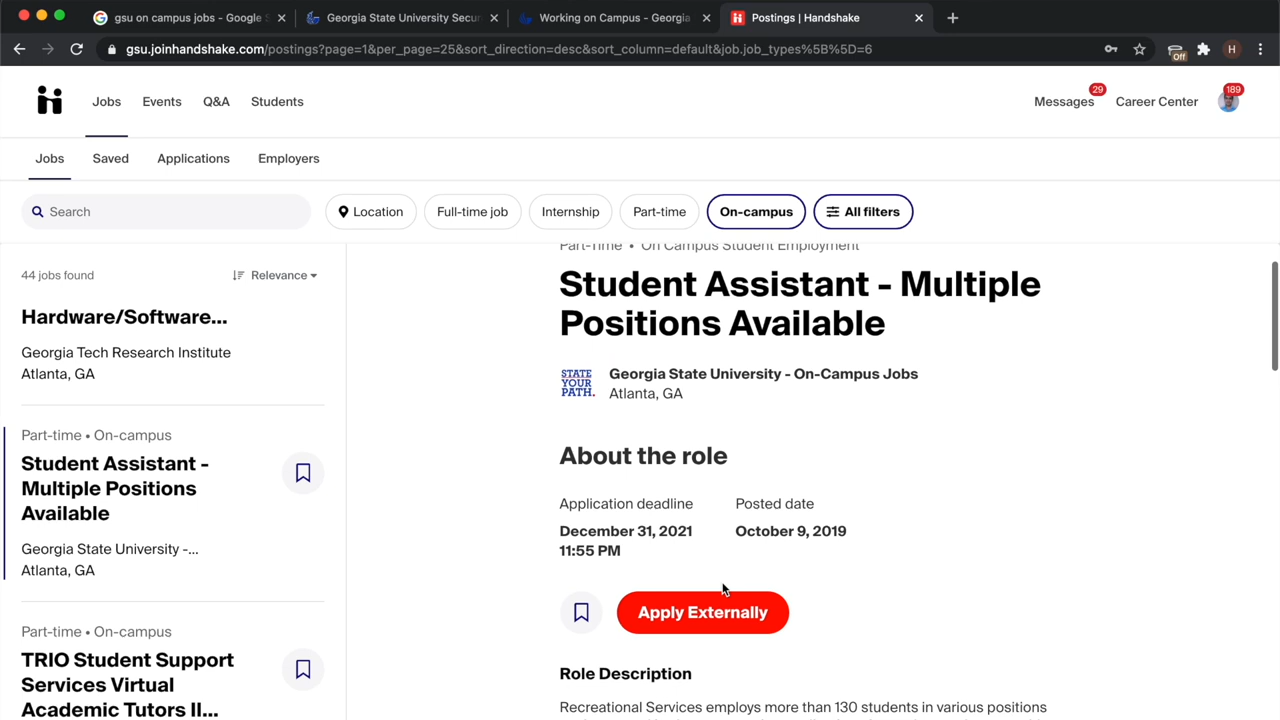 gsu on campus jobs - Google S
Georgia State University Secur
Working on Campus - Georgia
Postings | Handshake
gsu.joinhandshake.com/postings?page=1&per_page=25&sort_direction=desc&sort_column=default&job.job_types%5B%5D=6
Off
H
Jobs
Events
Q&A
Students
Messages
29
Career Center
189
Jobs
Saved
Applications
Employers
Search
Location
Full-time job
Internship
Part-time
On-campus
All filters
44 jobs found
Relevance
Hardware/Software...
Georgia Tech Research Institute
Atlanta, GA
Part-time • On-campus
Student Assistant -
Multiple Positions
Available
Georgia State University -...
Atlanta, GA
Part-time • On-campus
TRIO Student Support
Services Virtual
Academic Tutors II...
Part-Time • On Campus Student Employment
Student Assistant - Multiple
Positions Available
STATE
YOUR
PATH.
Georgia State University - On-Campus Jobs
Atlanta, GA
About the role
Application deadline
December 31, 2021
11:55 PM
Posted date
October 9, 2019
Apply Externally
Role Description
Recreational Services employs more than 130 students in various positions